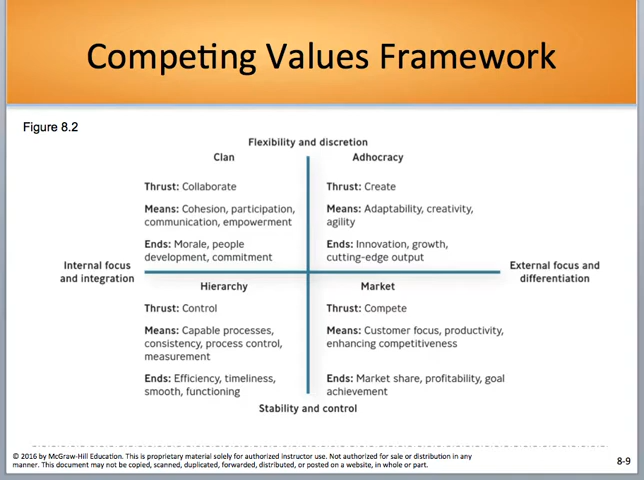 Competing Values Framework
Figure 8.2
Flexibility and discretion
Clan
Thrust: Collaborate
Means: Cohesion, participation,
communication, empowerment
Ends: Morale, people
development, commitment
Adhocracy
Thrust: Create
Means: Adaptability, creativity,
agility
Ends: Innovation, growth,
cutting-edge output
Internal focus
and integration
External focus and
differentiation
Hierarchy
Thrust: Control
Means: Capable processes,
consistency, process control,
measurement
Ends: Efficiency, timeliness,
smooth, functioning
Market
Thrust: Compete
Means: Customer focus, productivity,
enhancing competitiveness
Ends: Market share, profitability, goal
achievement
Stability and control
© 2016 by McGraw-Hill Education. This is proprietary material solely for authorized instructor use. Not authorized for sale or distribution in any
manner. This document may not be copied, scanned, duplicated, forwarded, distributed, or posted on a website, in whole or part.
8-9